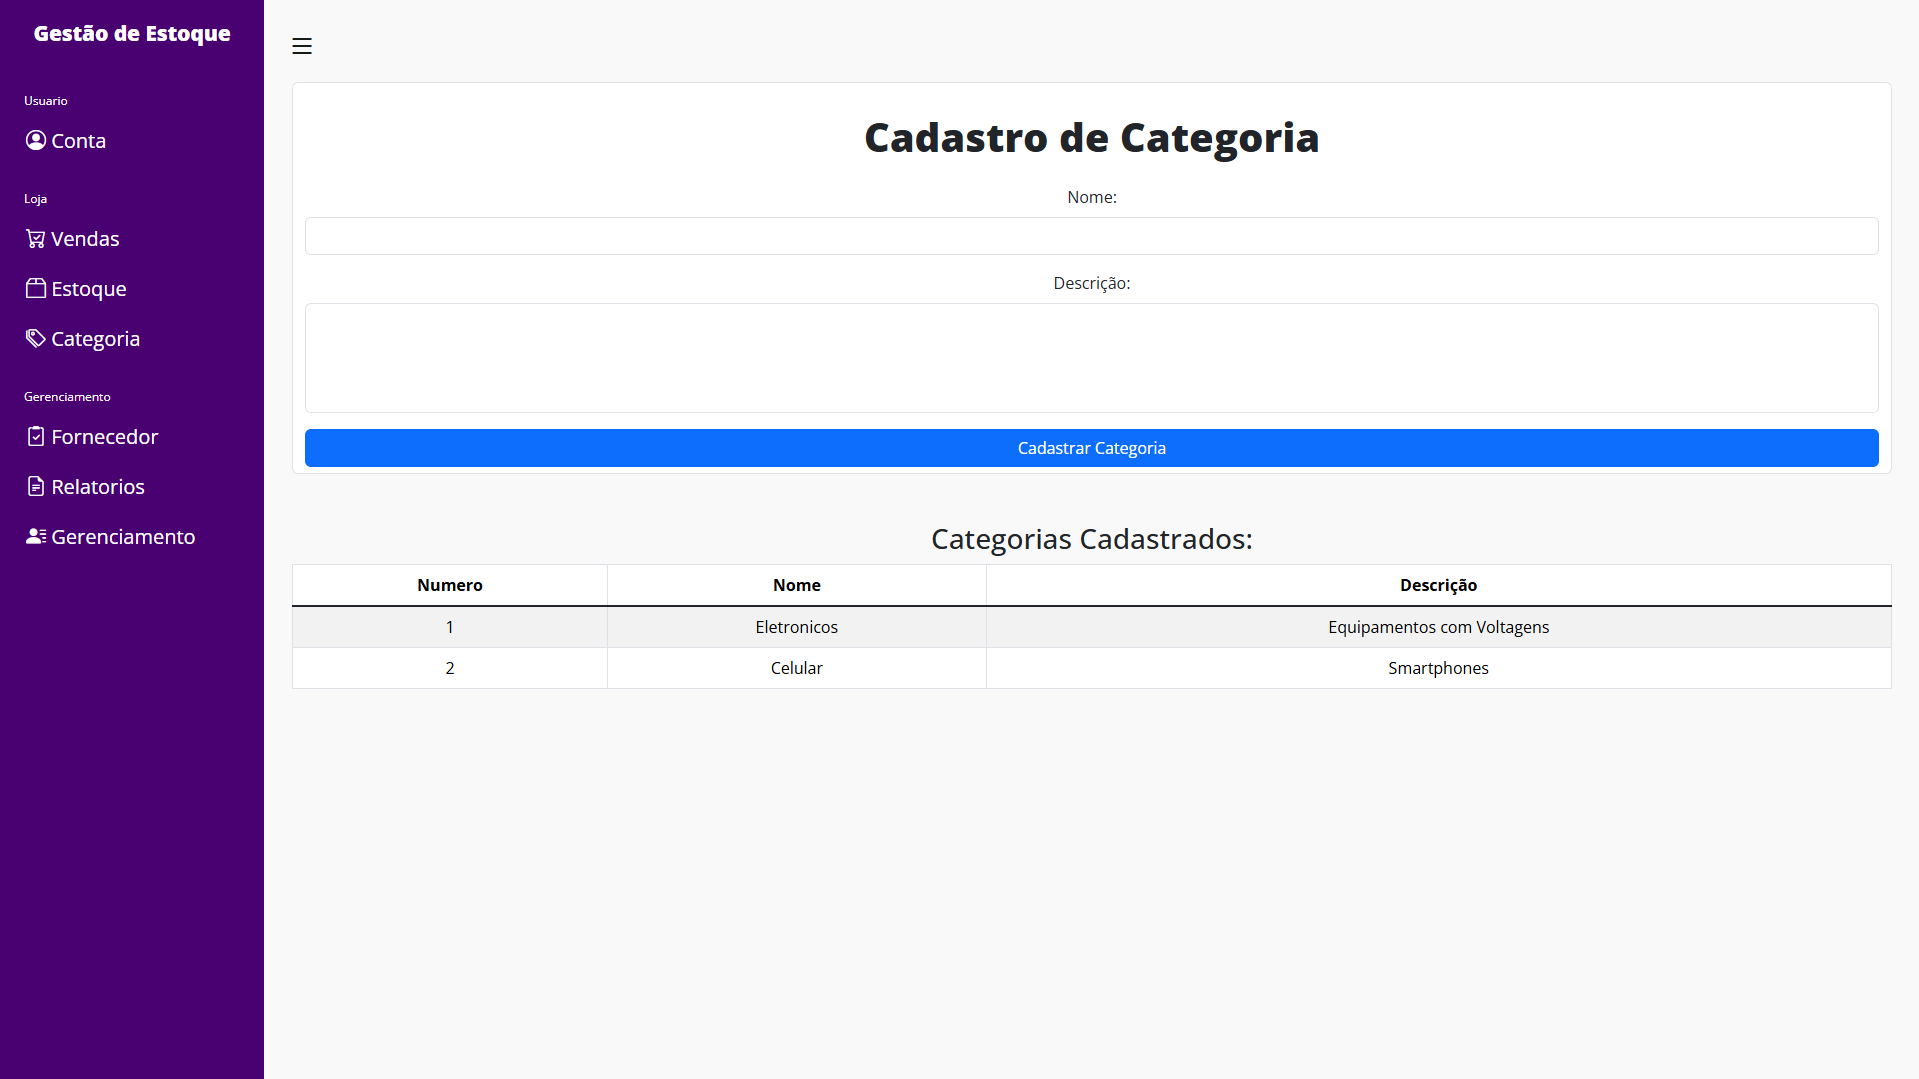 Gestão de Estoque
Usuario
Conta
Loja
Vendas
Estoque
Categoria
Gerenciamento
Fornecedor
Relatorios
Gerenciamento
Cadastro de Categoria
Nome:
Descrição:
Cadastrar Categoria
Categorias Cadastrados:
Numero Nome Descrição
1 Eletronicos Equipamentos com Voltagens
2 Celular Smartphones